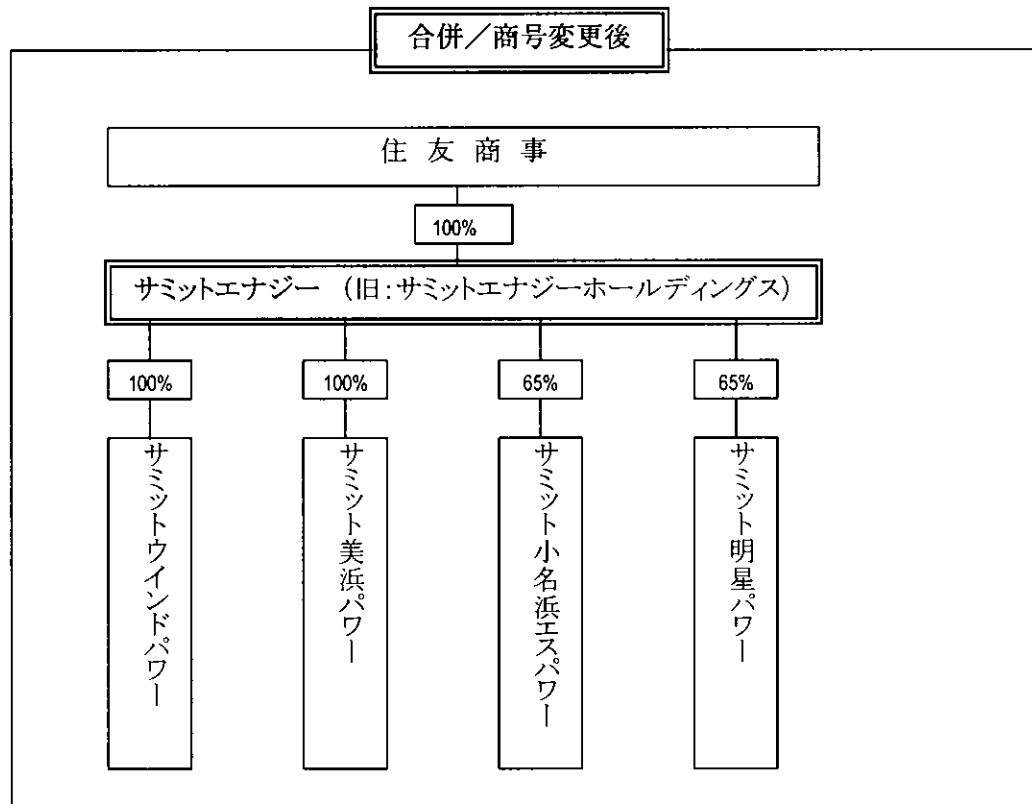 合併／商号変更後
住友商事
100%
サミットエナジー （旧：サミットエナジーホールディングス）
100%
100%
65%
65%
サミットウインドパワー
サミット美浜パワー
サミット小名浜エスパワー
サミット明星パワー